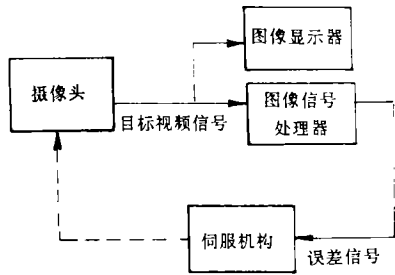 图像显示器
摄像头
目标视频信号
图像信号
处理器
伺服机构
误差信号